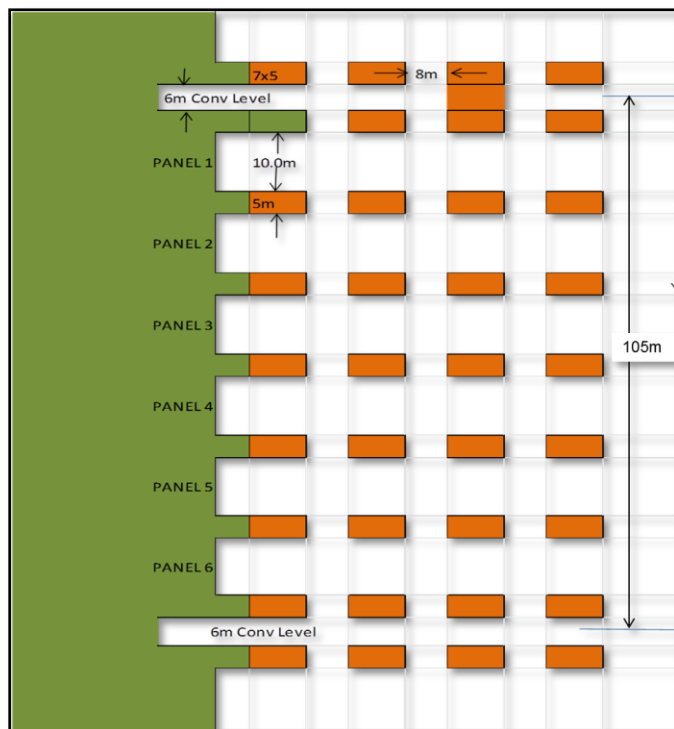 7x5
8m
6m Conv Level
PANEL 1
10.0m
5m
PANEL 2
PANEL 3
105m
PANEL 4
PANEL 5
PANEL 6
6m Conv Level